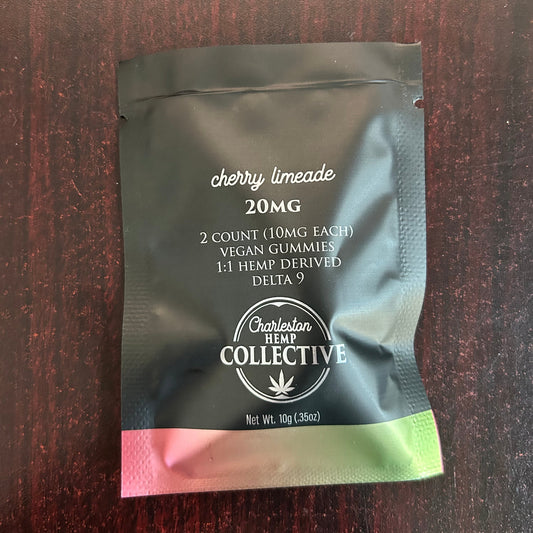 cherry limeade
20MG
2 COUNT (10MG EACH)
VEGAN GUMMIES
1:1 HEMP DERIVED
DELTA 9
Charleston
HEMP
COLLECTIVE
Net Wt. 10g (.35oz)